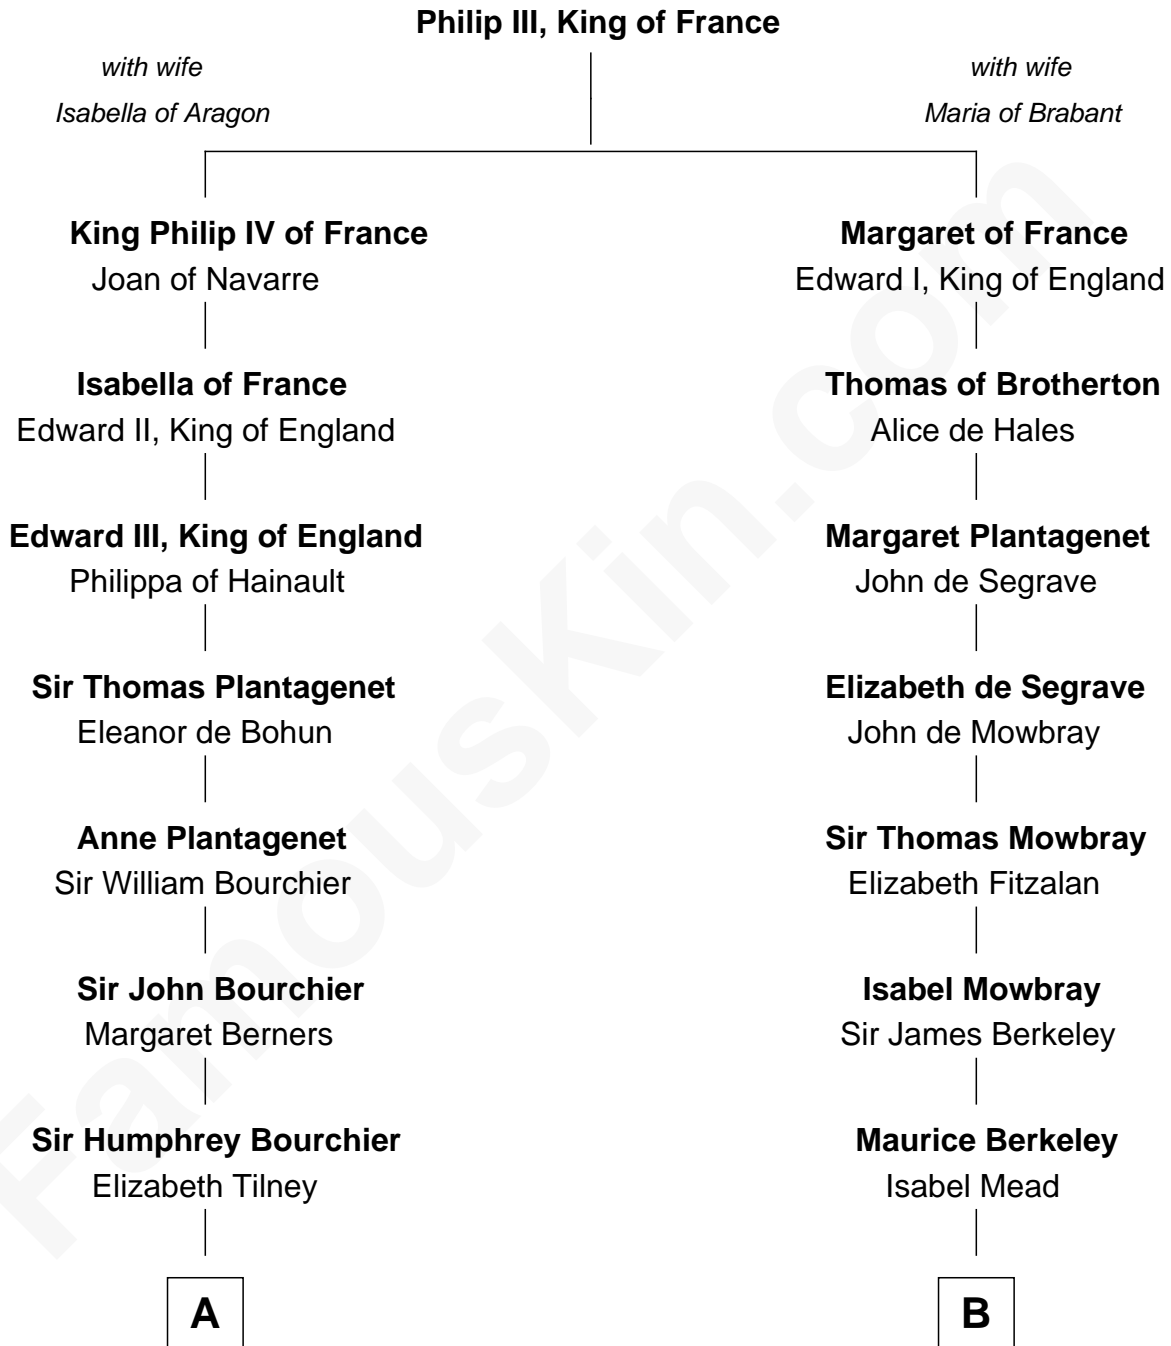 Philip III, King of France
with wife
Isabella of Aragon
with wife
Maria of Brabant
King Philip IV of France
Joan of Navarre
Margaret of France
Edward I, King of England
Isabella of France
Edward II, King of England
Thomas of Brotherton
Alice de Hales
Edward III, King of England
Philippa of Hainault
Margaret Plantagenet
John de Segrave
Sir Thomas Plantagenet
Eleanor de Bohun
Elizabeth de Segrave
John de Mowbray
Anne Plantagenet
Sir William Bourchier
Sir Thomas Mowbray
Elizabeth Fitzalan
Sir John Bourchier
Margaret Berners
Isabel Mowbray
Sir James Berkeley
Sir Humphrey Bourchier
Elizabeth Tilney
Maurice Berkeley
Isabel Mead
A
B
FamousKin.com